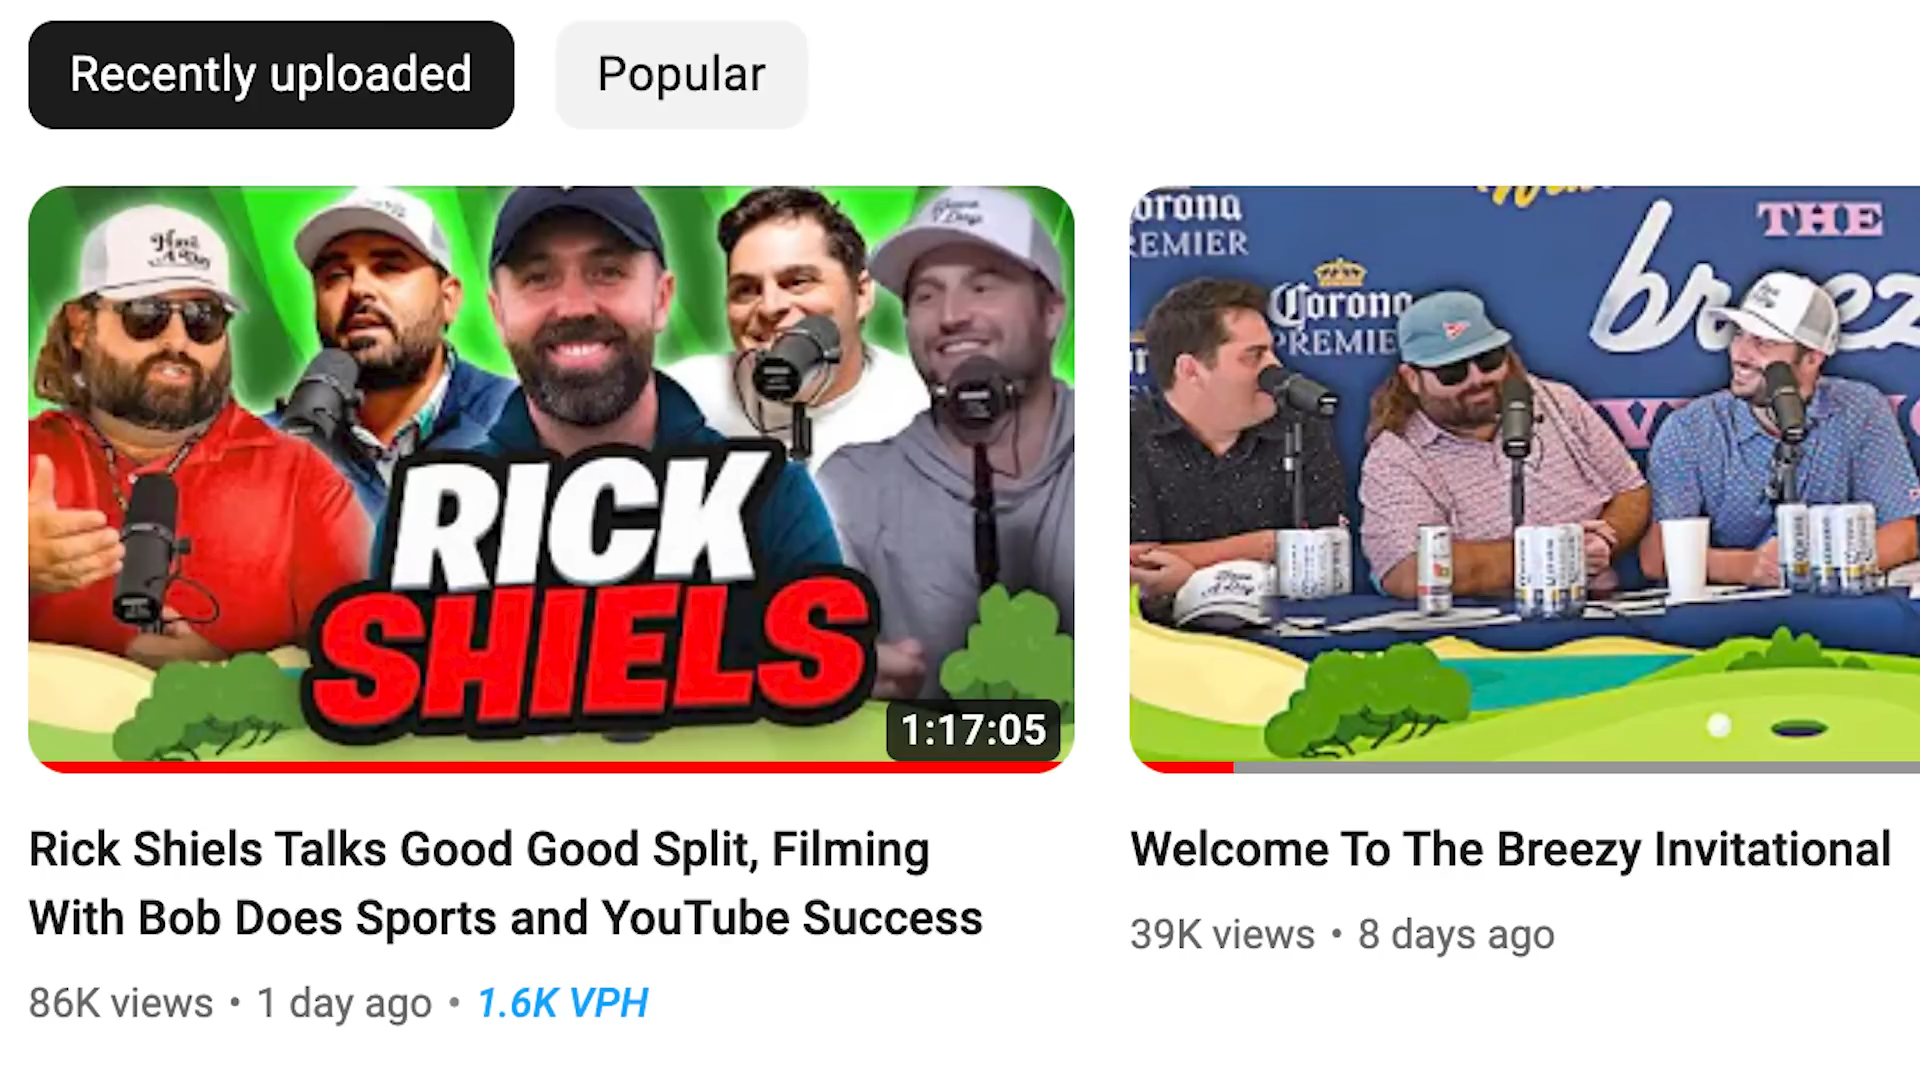 Recently uploaded
Popular
RICK
SHIELS
1:17:05
Corona
PREMIER
THE
Rick Shiels Talks Good Good Split, Filming
With Bob Does Sports and YouTube Success
86K views • 1 day ago • 1.6K VPH
Welcome To The Breezy Invitational
39K views • 8 days ago